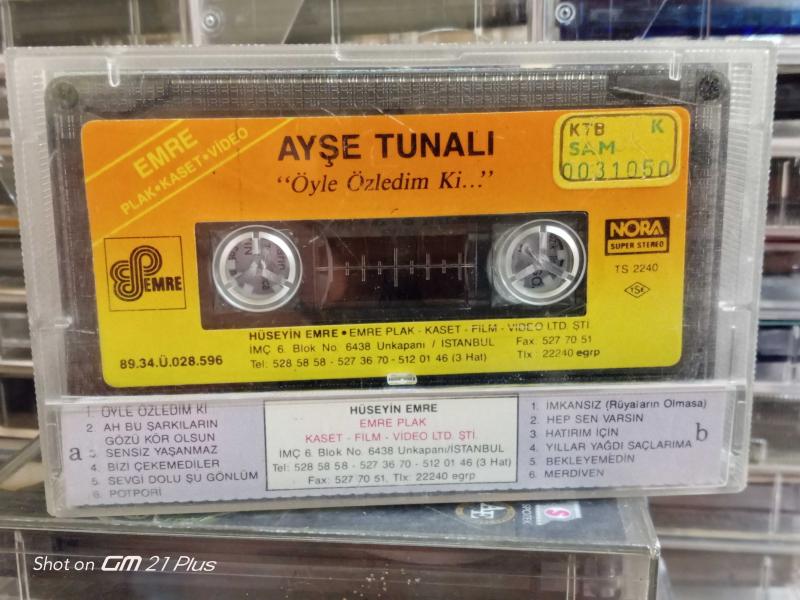 EMRE
PLAK • KASET • VİDEO
AYŞE TUNALI
"Öyle Özledim Ki..."
KTB K
SAM
0031050
EMRE
NORA
SUPER STEREO
TS 2240
TSE
HÜSEYİN EMRE • EMRE PLAK - KASET - FİLM - VİDEO LTD. ŞTİ.
İMÇ 6. Blok No. 6438 Unkapanı / İSTANBUL Fax: 527 70 51
89.34.Ü.028.596
Tel: 528 58 58 - 527 36 70 - 512 01 46 (3 Hat) Tlx: 22240 egrp
a
1. ÖYLE ÖZLEDİM Kİ
2. AH BU ŞARKILARIN
GÖZÜ KÖR OLSUN
3. SENSİZ YAŞANMAZ
4. BİZİ ÇEKEMEDİLER
5. SEVGİ DOLU ŞU GÖNLÜM
6. POTPORİ
HÜSEYİN EMRE
EMRE PLAK
KASET - FİLM - VİDEO LTD. ŞTİ.
İMÇ 6. Blok No. 6438 Unkapanı/İSTANBUL
Tel: 528 58 58 - 527 36 70 - 512 01 46 (3 Hat)
Fax: 527 70 51, Tlx: 22240 egrp
1. İMKANSIZ (Rüyaların Olmasa)
2. HEP SEN VARSIN
3. HATIRIM İÇİN
4. YILLAR YAĞDI SAÇLARIMA
5. BEKLEYEMEDİN
6. MERDİVEN
b
S
Shot on GM 21 Plus